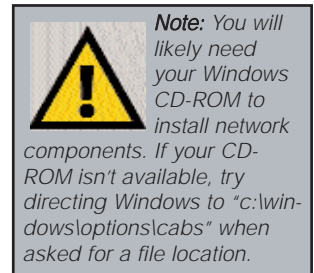 Note: You will
likely need
your Windows
CD-ROM to
install network
components. If your CD-
ROM isn't available, try
directing Windows to "c:\win-
dows\options\cabs" when
asked for a file location.